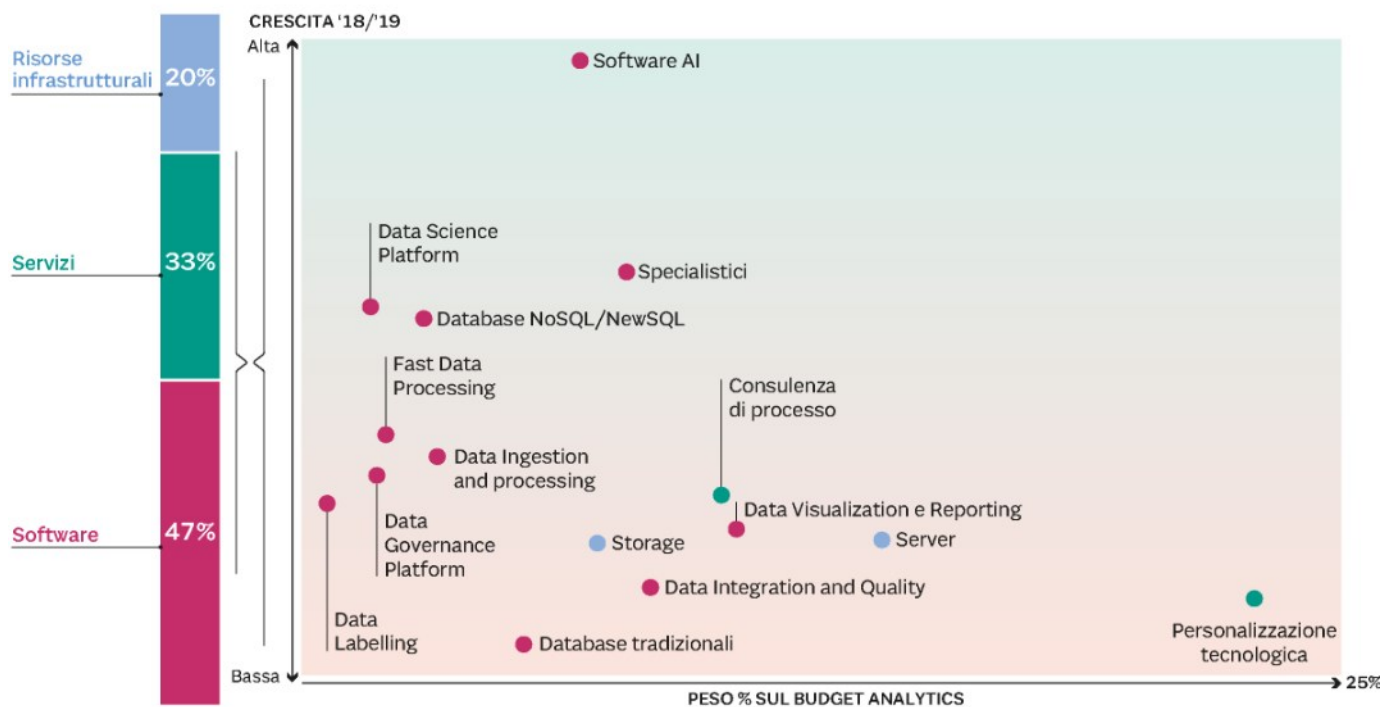 CRESCITA '18/'19
Alta
Risorse
infrastrutturali
20%
Servizi
33%
Software
47%
Software AI
Data Science
Platform
Specialistici
Database NoSQL/NewSQL
Fast Data
Processing
Consulenza
di processo
Data Ingestion
and processing
Data Visualization e Reporting
Data
Governance
Platform
Storage
Server
Data Integration and Quality
Data
Labelling
Database tradizionali
Personalizzazione
tecnologica
Bassa
PESO % SUL BUDGET ANALYTICS
25%